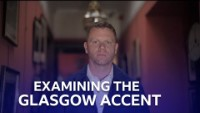 EXAMINING THE
GLASGOW ACCENT